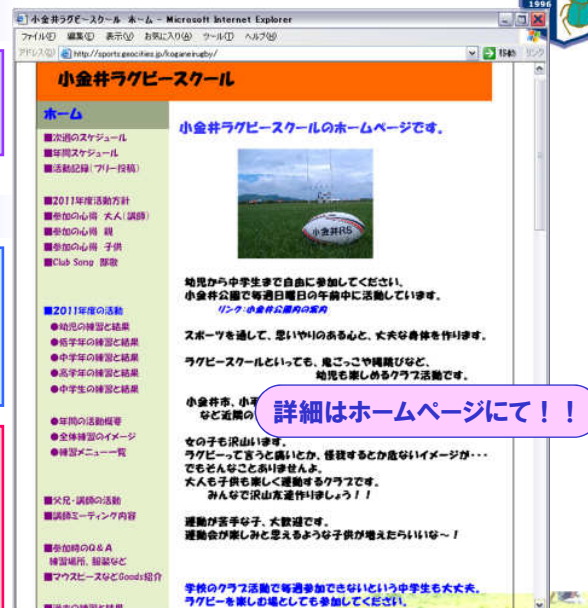 1996
小金井ラグビースクール ホーム - Microsoft Internet Explorer
ファイル(F) 編集(E) 表示(V) お気に入り(A) ツール(T) ヘルプ(H)
アドレス(D) http://sports.geocities.jp/koganeirugby/ 移動 リンク
小金井ラグビースクール
ホーム
■次週のスケジュール
■年間スケジュール
■活動記録(フリー投稿)
■2011年度活動方針
■参加の心得 大人(講師)
■参加の心得 親
■参加の心得 子供
■Club Song 部歌
■2011年度の活動
●幼児の練習と結果
●低学年の練習と結果
●中学年の練習と結果
●高学年の練習と結果
●中学生の練習と結果
●年間の活動概要
●全体練習のイメージ
●練習メニュー一覧
■父兄・講師の活動
■講師ミーティング内容
■参加時のQ&A
練習場所、服装など
■マウスピースなどGoods紹介
小金井ラグビースクールのホームページです。
小金井RS
幼児から中学生まで自由に参加してください。
小金井公園で毎週日曜日の午前中に活動しています。
リンク:小金井公園内の案内
スポーツを通して、思いやりのある心と、丈夫な身体を作ります。
ラグビースクールといっても、鬼ごっこや縄跳びなど、
幼児も楽しめるクラブ活動です。
小金井市、小平
など近隣の
詳細はホームページにて!!
女の子も沢山います。
ラグビーって言うと痛いとか、怪我するとか危ないイメージが・・・
でもそんなことありませんよ。
大人も子供も楽しく運動するクラブです。
みんなで沢山友達作りましょう!!
運動が苦手な子、大歓迎です。
運動会が楽しみと思えるような子供が増えたらいいな~!
学校のクラブ活動で毎週参加できないという中学生も大丈夫。
ラグビーを楽しむ場としても参加してください。